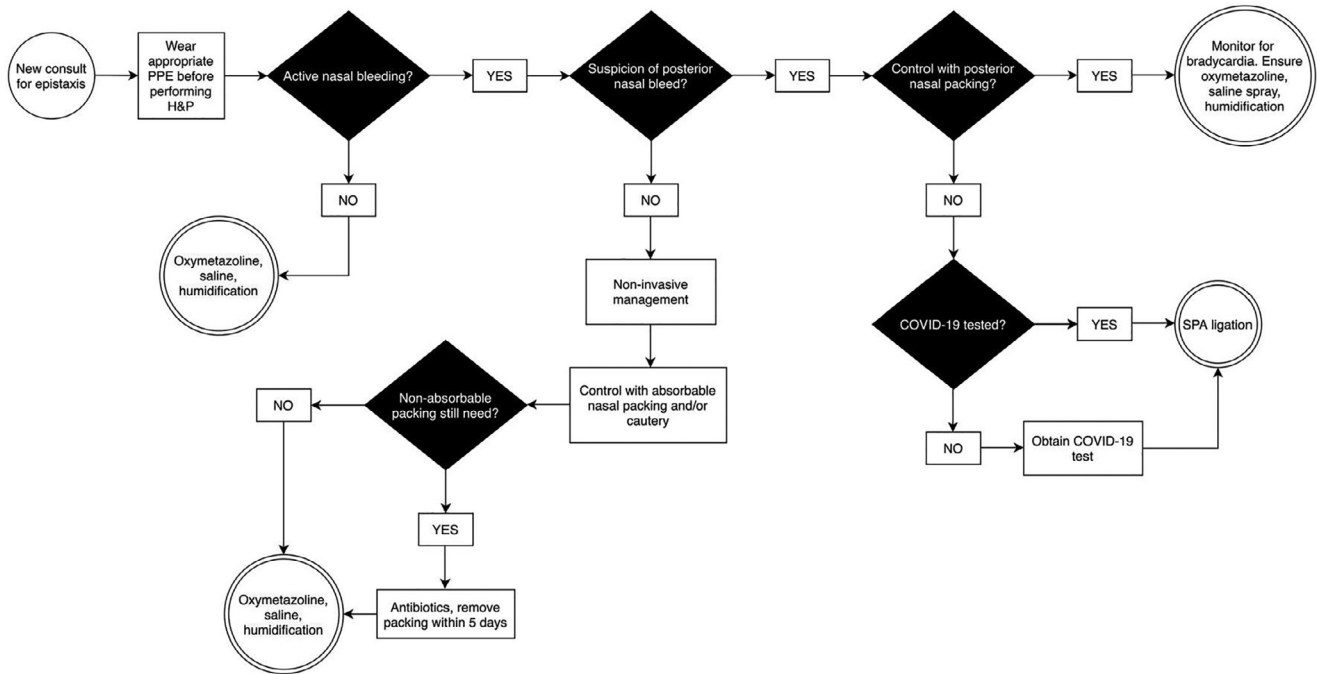 New consult
for epistaxis
Wear
appropriate
PPE before
performing
H&P
Active nasal bleeding?
YES
Suspicion of posterior
nasal bleed?
YES
Control with posterior
nasal packing?
YES
Monitor for
bradycardia. Ensure
oxymetazoline,
saline spray,
humidification
NO
NO
NO
Oxymetazoline,
saline,
humidification
Non-invasive
management
COVID-19 tested?
YES
SPA ligation
NO
Non-absorbable
packing still need?
Control with absorbable
nasal packing and/or
cautery
NO
Obtain COVID-19
test
YES
Oxymetazoline,
saline,
humidification
Antibiotics, remove
packing within 5 days